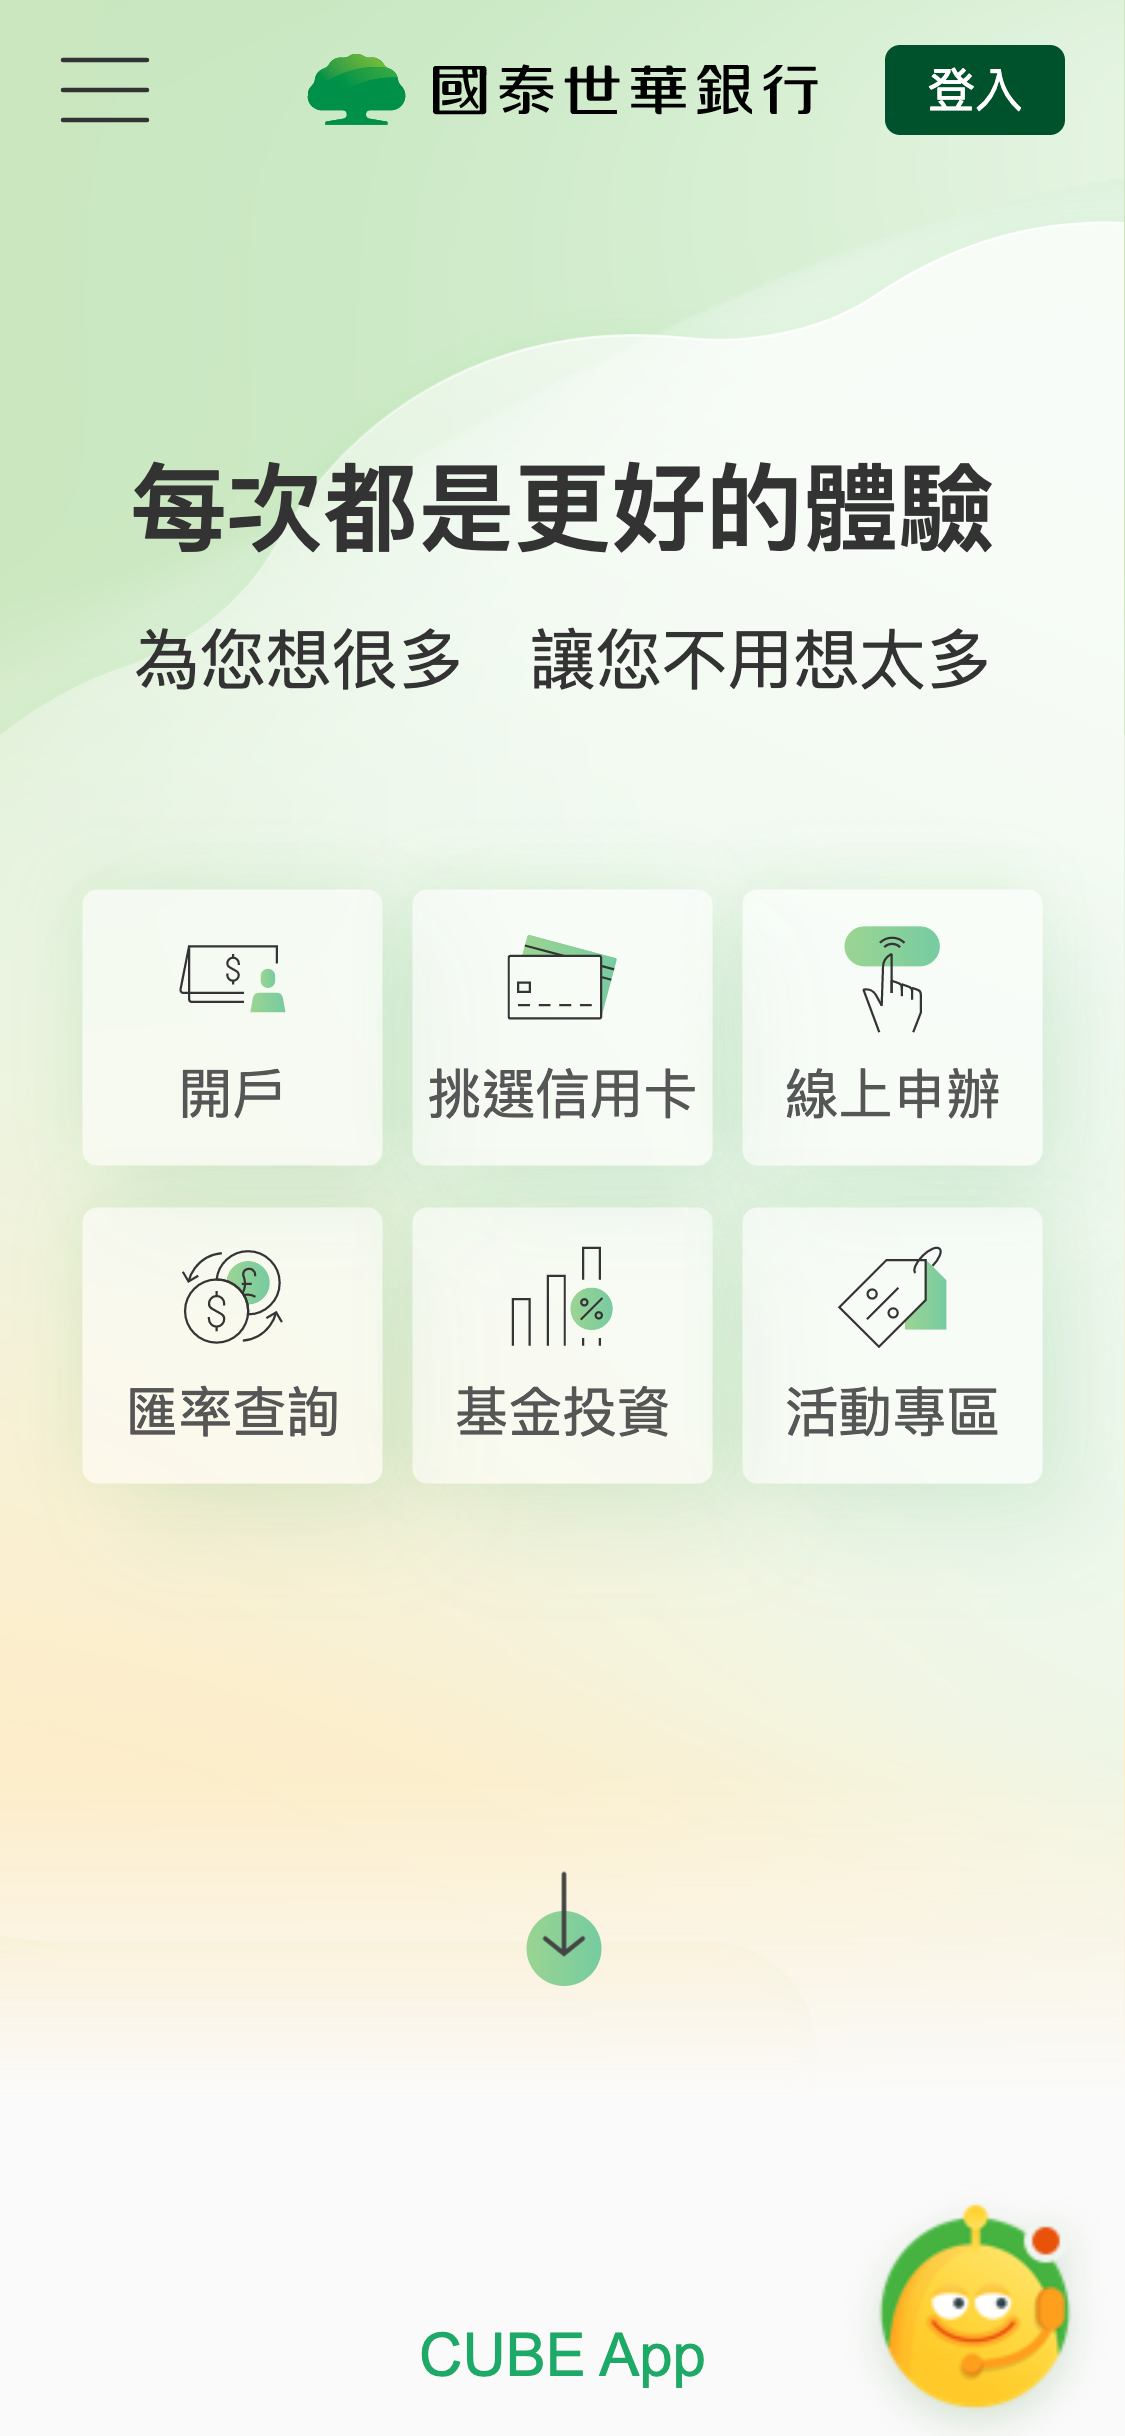 國泰世華銀行
登入
每次都是更好的體驗
為您想很多　讓您不用想太多
開戶
挑選信用卡
線上申辦
匯率查詢
基金投資
活動專區
CUBE App